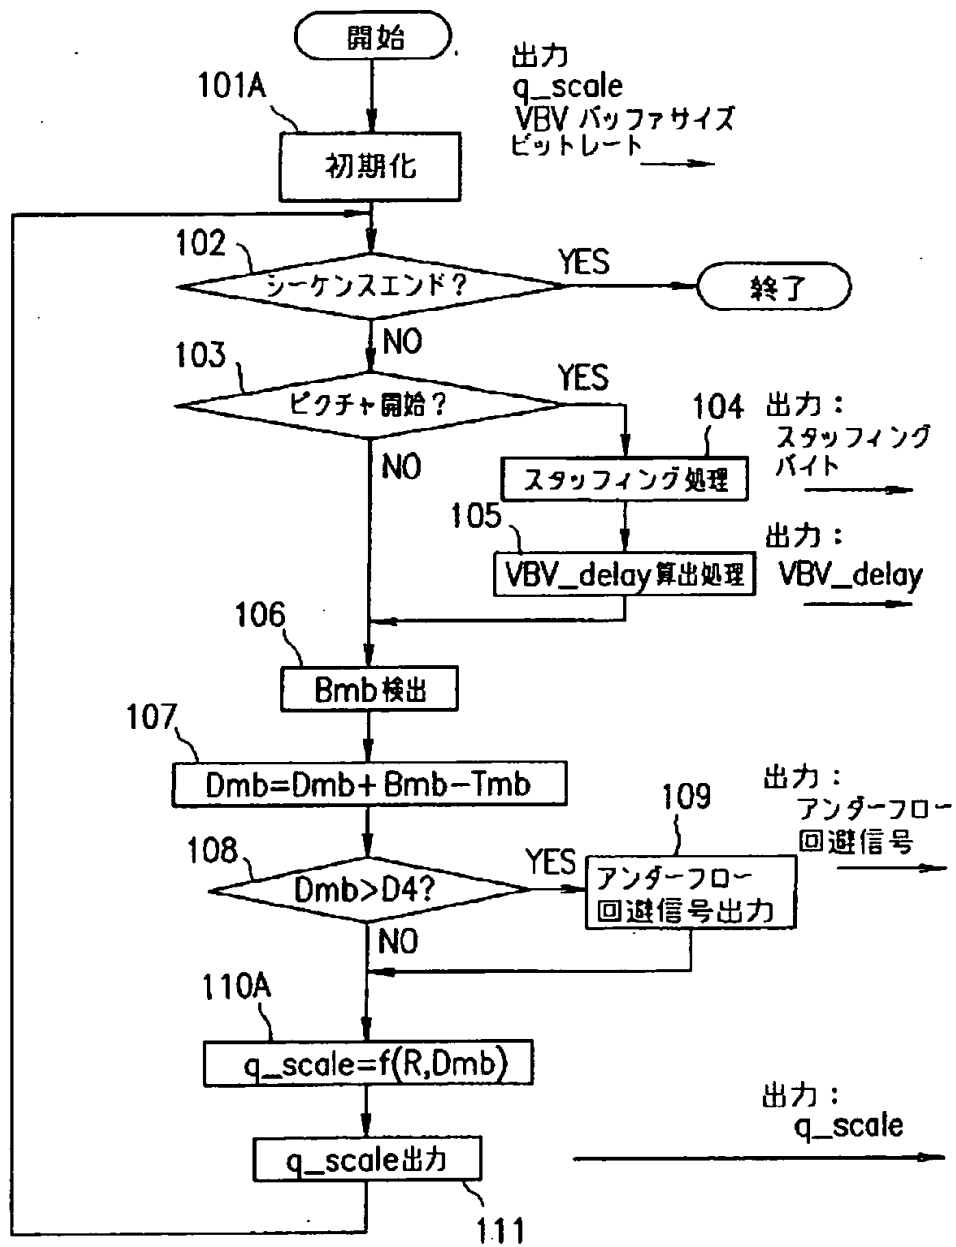 開始
出力
q_scale
VBV バッファサイズ
ビットレート
101A
初期化
102
シーケンスエンド?
YES
終了
NO
103
ピクチャ開始?
YES
NO
104
出力:
スタッフィング
バイト
スタッフィング処理
105
出力:
VBV_delay
VBV_delay算出処理
106
Bmb検出
107
Dmb=Dmb+Bmb-Tmb
108
Dmb>D4?
YES
109
出力:
アンダーフロー
回避信号
アンダーフロー
回避信号出力
NO
110A
q_scale=f(R,Dmb)
出力:
q_scale
q_scale出力
111